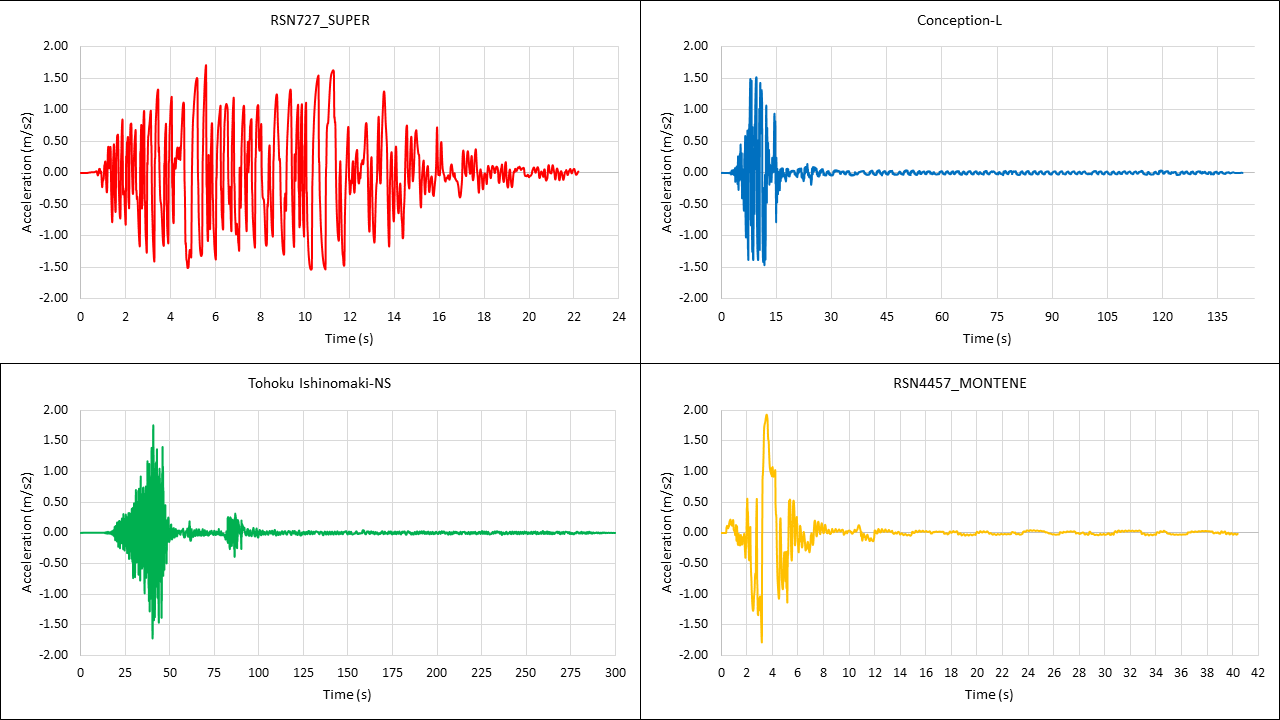 RSN727_SUPER
2.00
1.50
1.00
0.50
0.00
-0.50
-1.00
-1.50
-2.00
Acceleration (m/s2)
0 2 4 6 8 10 12 14 16 18 20 22 24
Time (s)
Conception-L
2.00
1.50
1.00
0.50
0.00
-0.50
-1.00
-1.50
-2.00
Acceleration (m/s2)
0 15 30 45 60 75 90 105 120 135
Time (s)
Tohoku Ishinomaki-NS
2.00
1.50
1.00
0.50
0.00
-0.50
-1.00
-1.50
-2.00
Acceleration (m/s2)
0 25 50 75 100 125 150 175 200 225 250 275 300
Time (s)
RSN4457_MONTENE
2.00
1.50
1.00
0.50
0.00
-0.50
-1.00
-1.50
-2.00
Acceleration (m/s2)
0 2 4 6 8 10 12 14 16 18 20 22 24 26 28 30 32 34 36 38 40 42
Time (s)